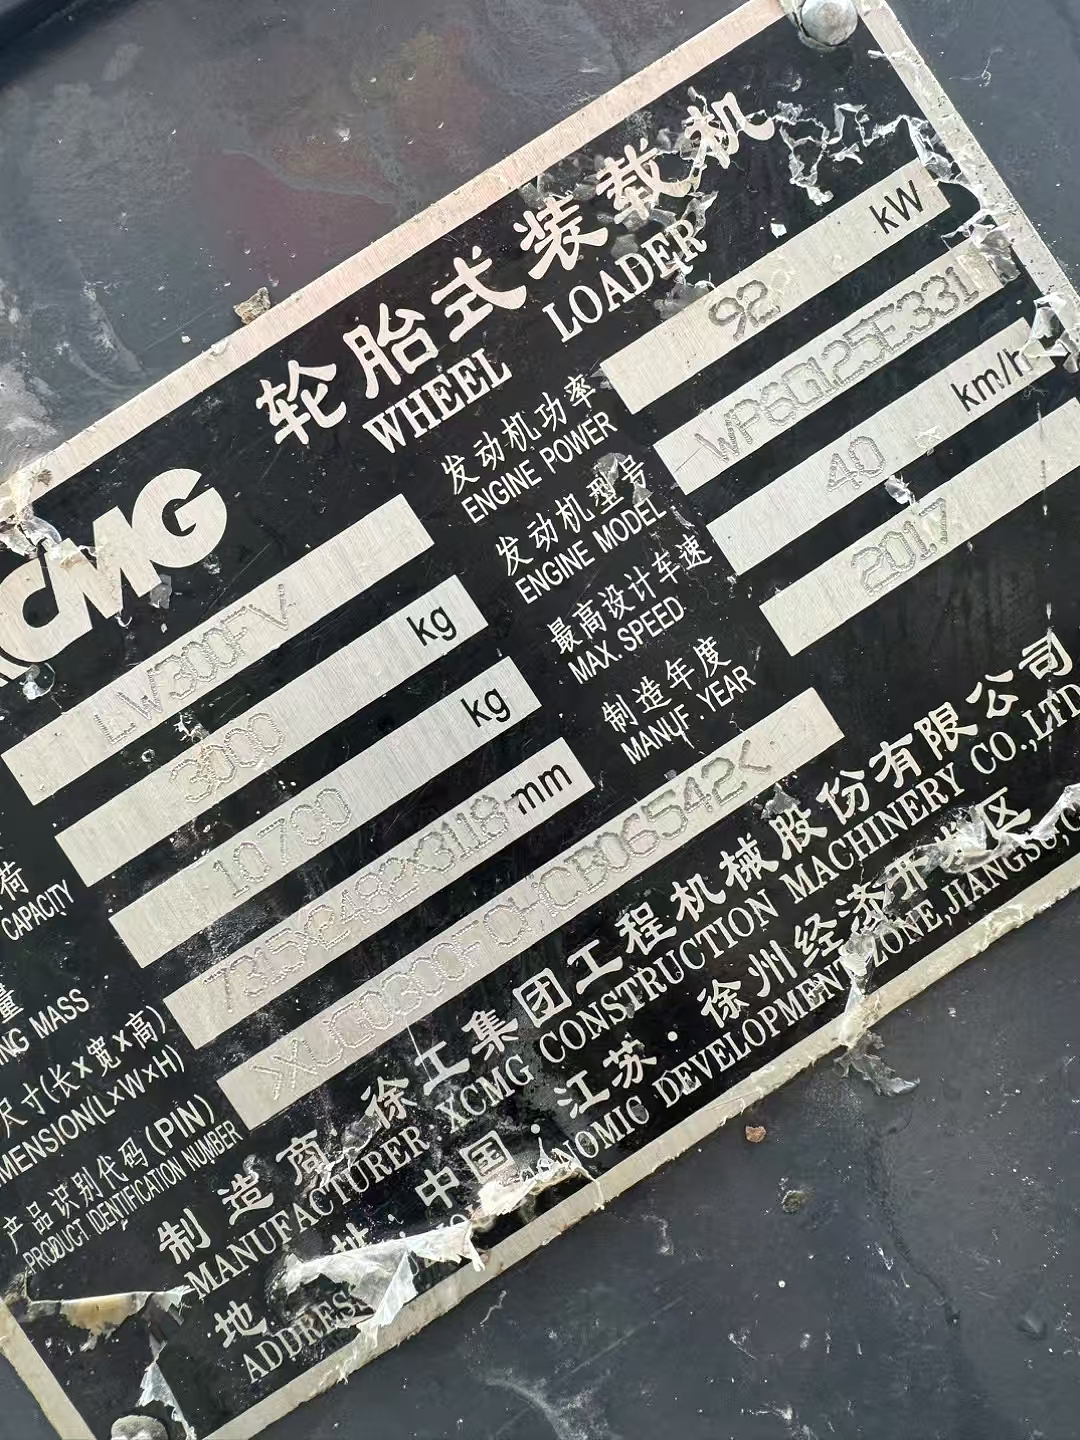 轮胎式装载机
WHEEL LOADER
XCMG
LW300FV
荷 3000 kg
CAPACITY
量 10700 kg
MASS
尺寸(长×宽×高) 7315×2482×3118 mm
(L×W×H)
产品识别代码(PIN)
PRODUCT IDENTIFICATION NUMBER
发动机功率 92 kW
ENGINE POWER
发动机型号
ENGINE MODEL WP6G125E331
最高设计车速 40 km/h
MAX. SPEED
制造年度 2017
MANUF. YEAR
制造商 徐工集团工程机械股份有限公司
MANUFACTURER XCMG CONSTRUCTION MACHINERY CO.,LTD
地址·中国·江苏·徐州经济开发区
ZONE,JIANGSU,C
DEVELOPMENT